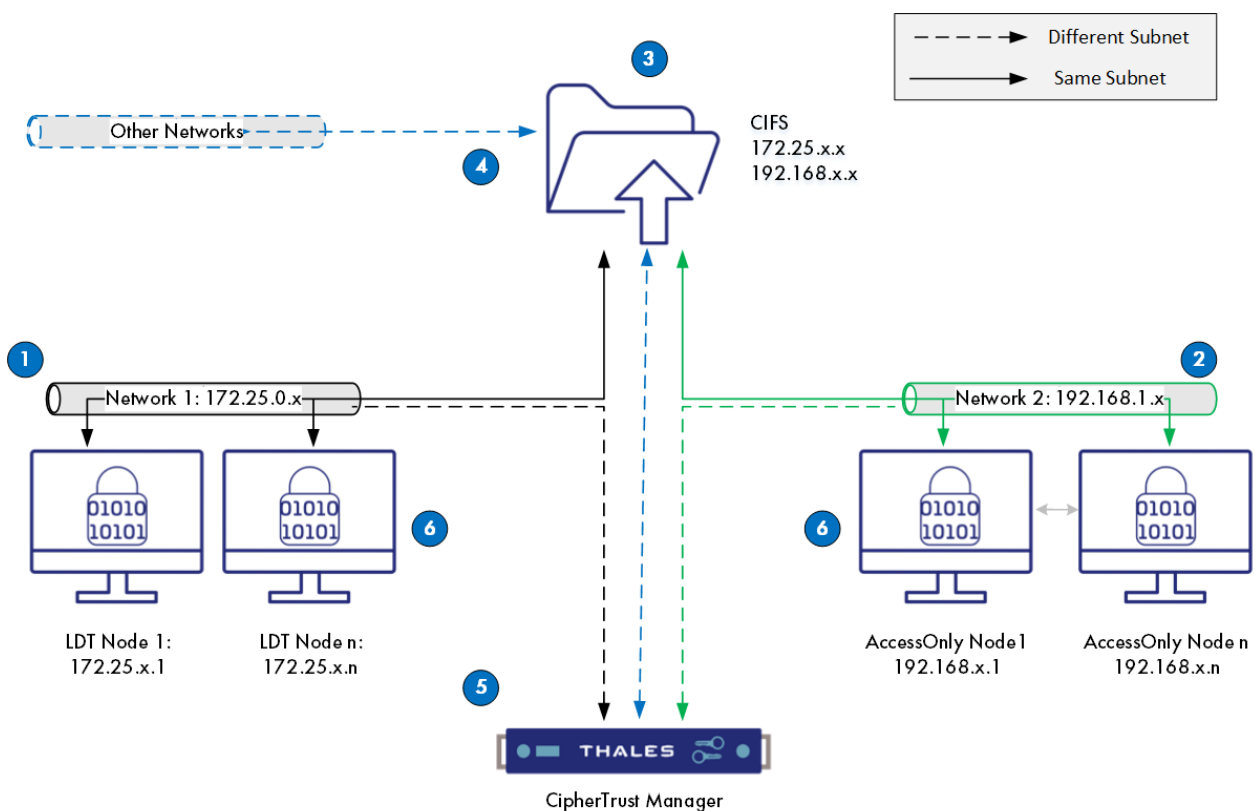 Different Subnet
Same Subnet
3
Other Networks
4
CIFS
172.25.x.x
192.168.x.x
1
2
Network 1: 172.25.0.x
Network 2: 192.168.1.x
01010
10101
01010
10101
6
6
01010
10101
01010
10101
LDT Node 1:
172.25.x.1
LDT Node n:
172.25.x.n
AccessOnly Node1
192.168.x.1
AccessOnly Node n
192.168.x.n
5
THALES
CipherTrust Manager